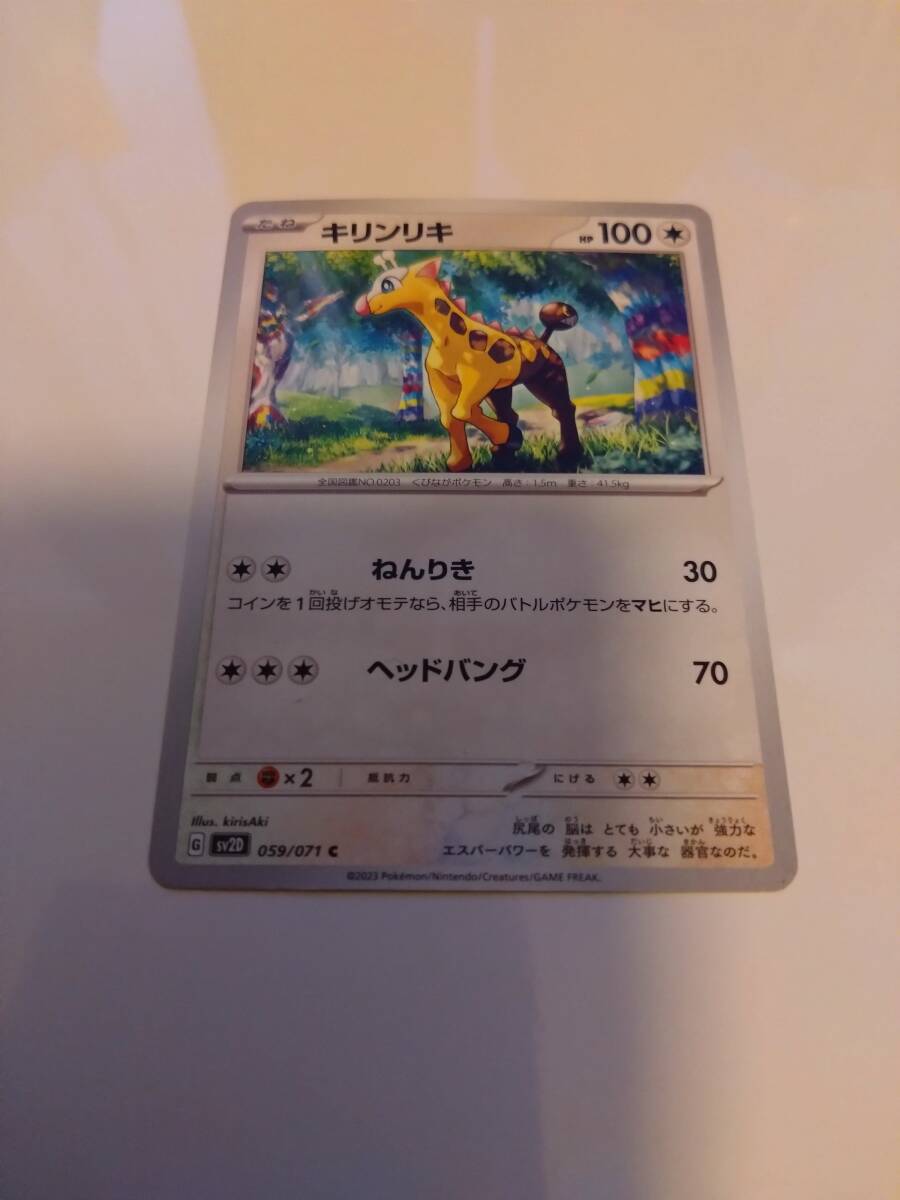 たね キリンリキ HP 100
全国図鑑NO.0203 くびながポケモン 高さ：1.5m 重さ：41.5kg
ねんりき 30
コインを1回投げオモテなら、相手のバトルポケモンをマヒにする。
ヘッドバング 70
弱点 ×2 抵抗力 にげる
Illus. kirisAki
尻尾の 脳は とても 小さいが 強力な
エスパーパワーを 発揮する 大事な 器官なのだ。
G sv2D 059/071 C
©2023 Pokémon/Nintendo/Creatures/GAME FREAK.